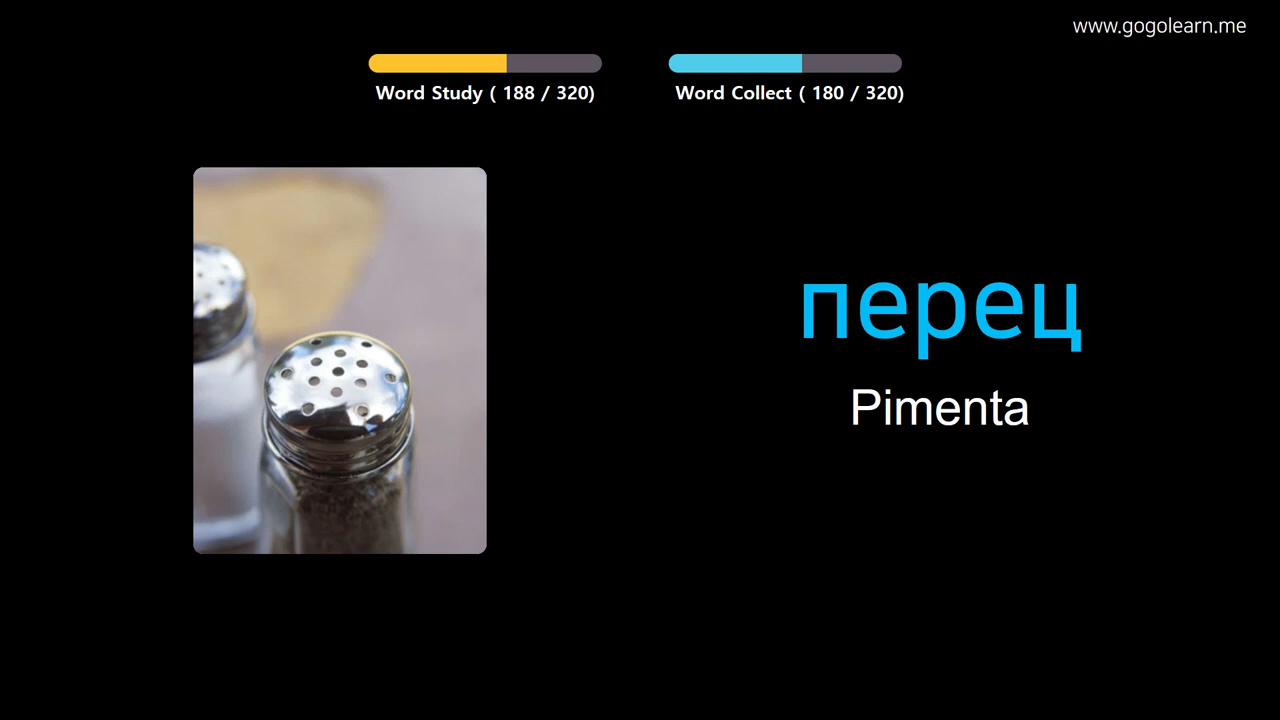 www.gogolearn.me
Word Study ( 188 / 320)
Word Collect ( 180 / 320)
перец
Pimenta